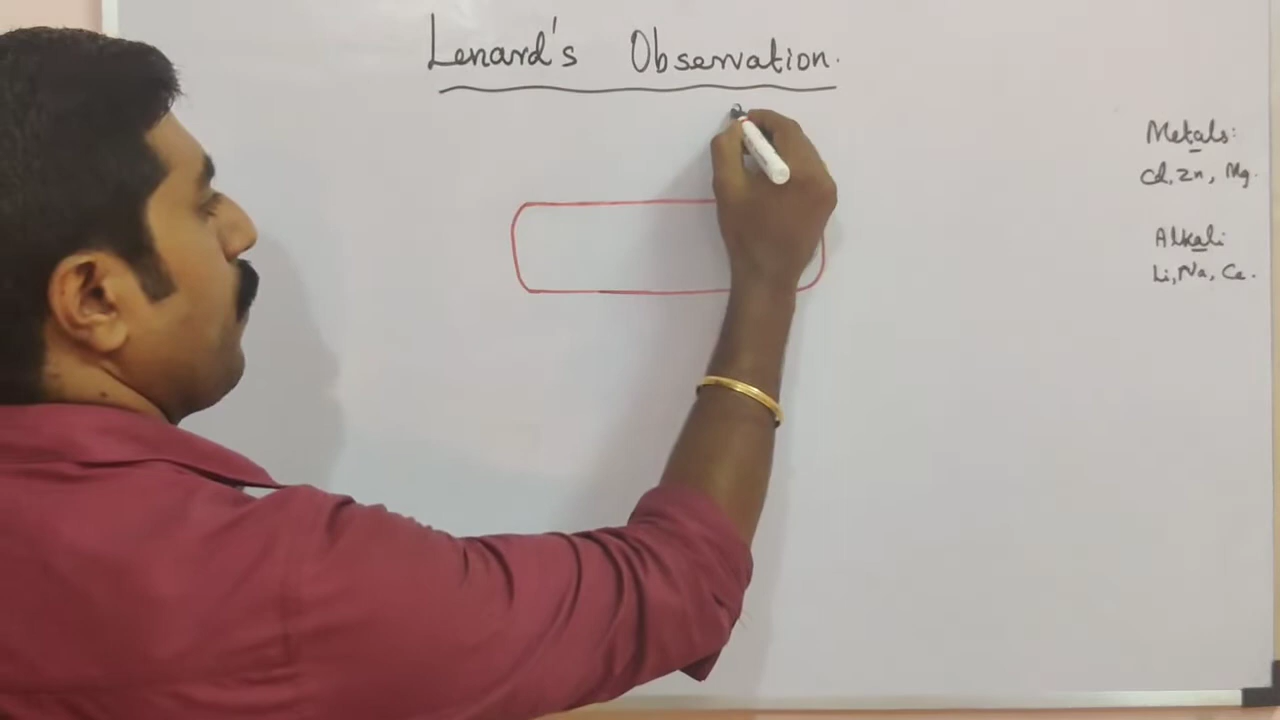 Lenard's Observation.
Metals:
Cd, Zn, Mg.
Alkali
Li, Na, Ce.